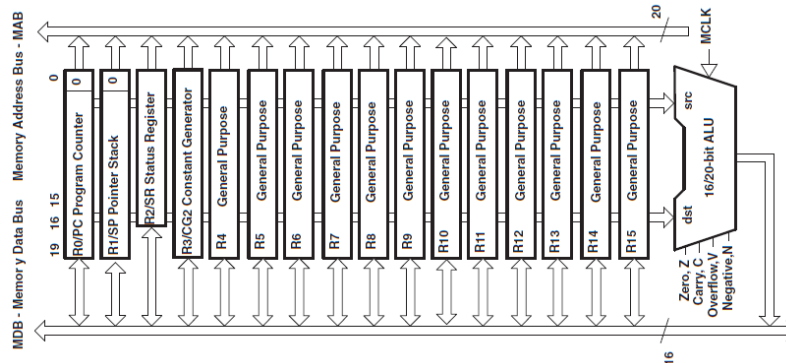 MDB - Memory Data Bus Memory Address Bus - MAB
19 16 15 0
R0/PC Program Counter 0
R1/SP Pointer Stack 0
R2/SR Status Register
R3/CG2 Constant Generator
R4 General Purpose
R5 General Purpose
R6 General Purpose
R7 General Purpose
R8 General Purpose
R9 General Purpose
R10 General Purpose
R11 General Purpose
R12 General Purpose
R13 General Purpose
R14 General Purpose
R15 General Purpose
16
20
Zero, Z
Carry, C
Overflow,V
Negative,N
dst src
16/20-bit ALU
MCLK